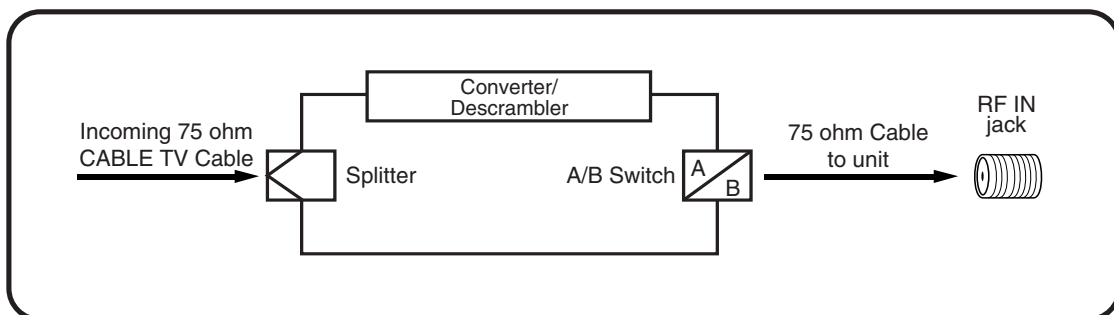 Converter/
Descrambler
Incoming 75 ohm
CABLE TV Cable
Splitter
A/B Switch
A
B
75 ohm Cable
to unit
RF IN
jack